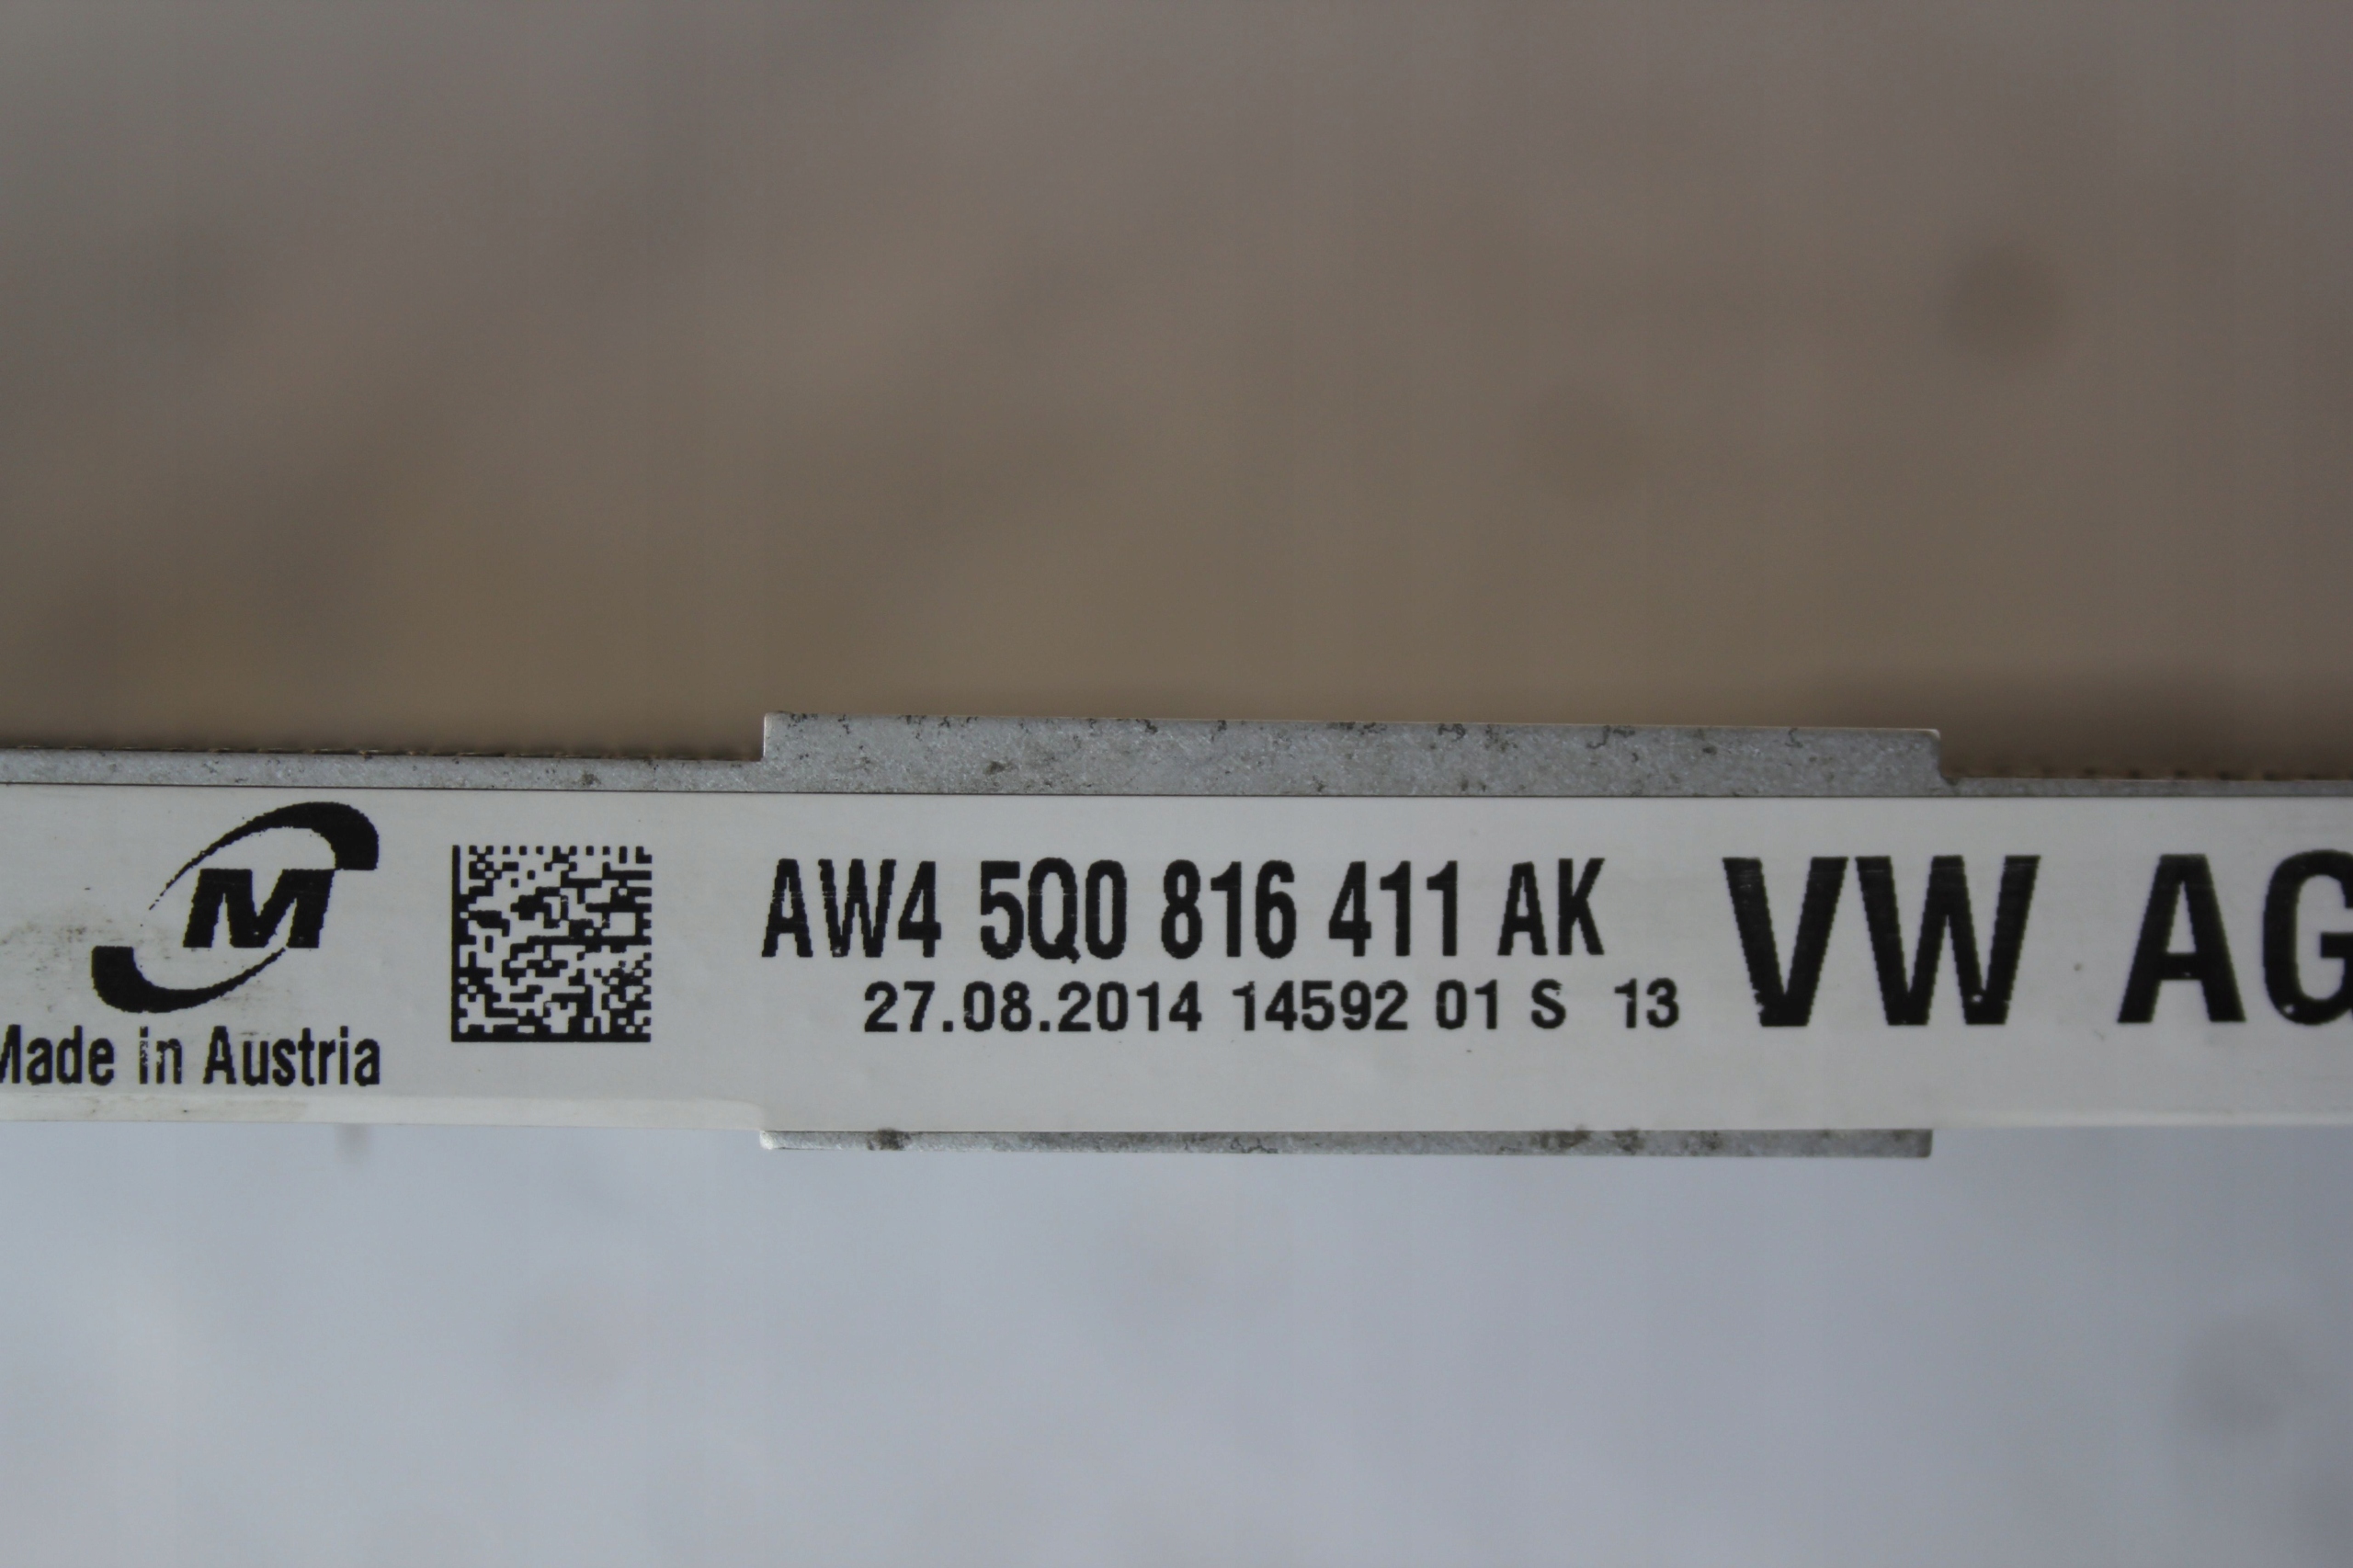 M
Made in Austria
AW4 5Q0 816 411 AK
27.08.2014 14592 01 S 13
VW AG